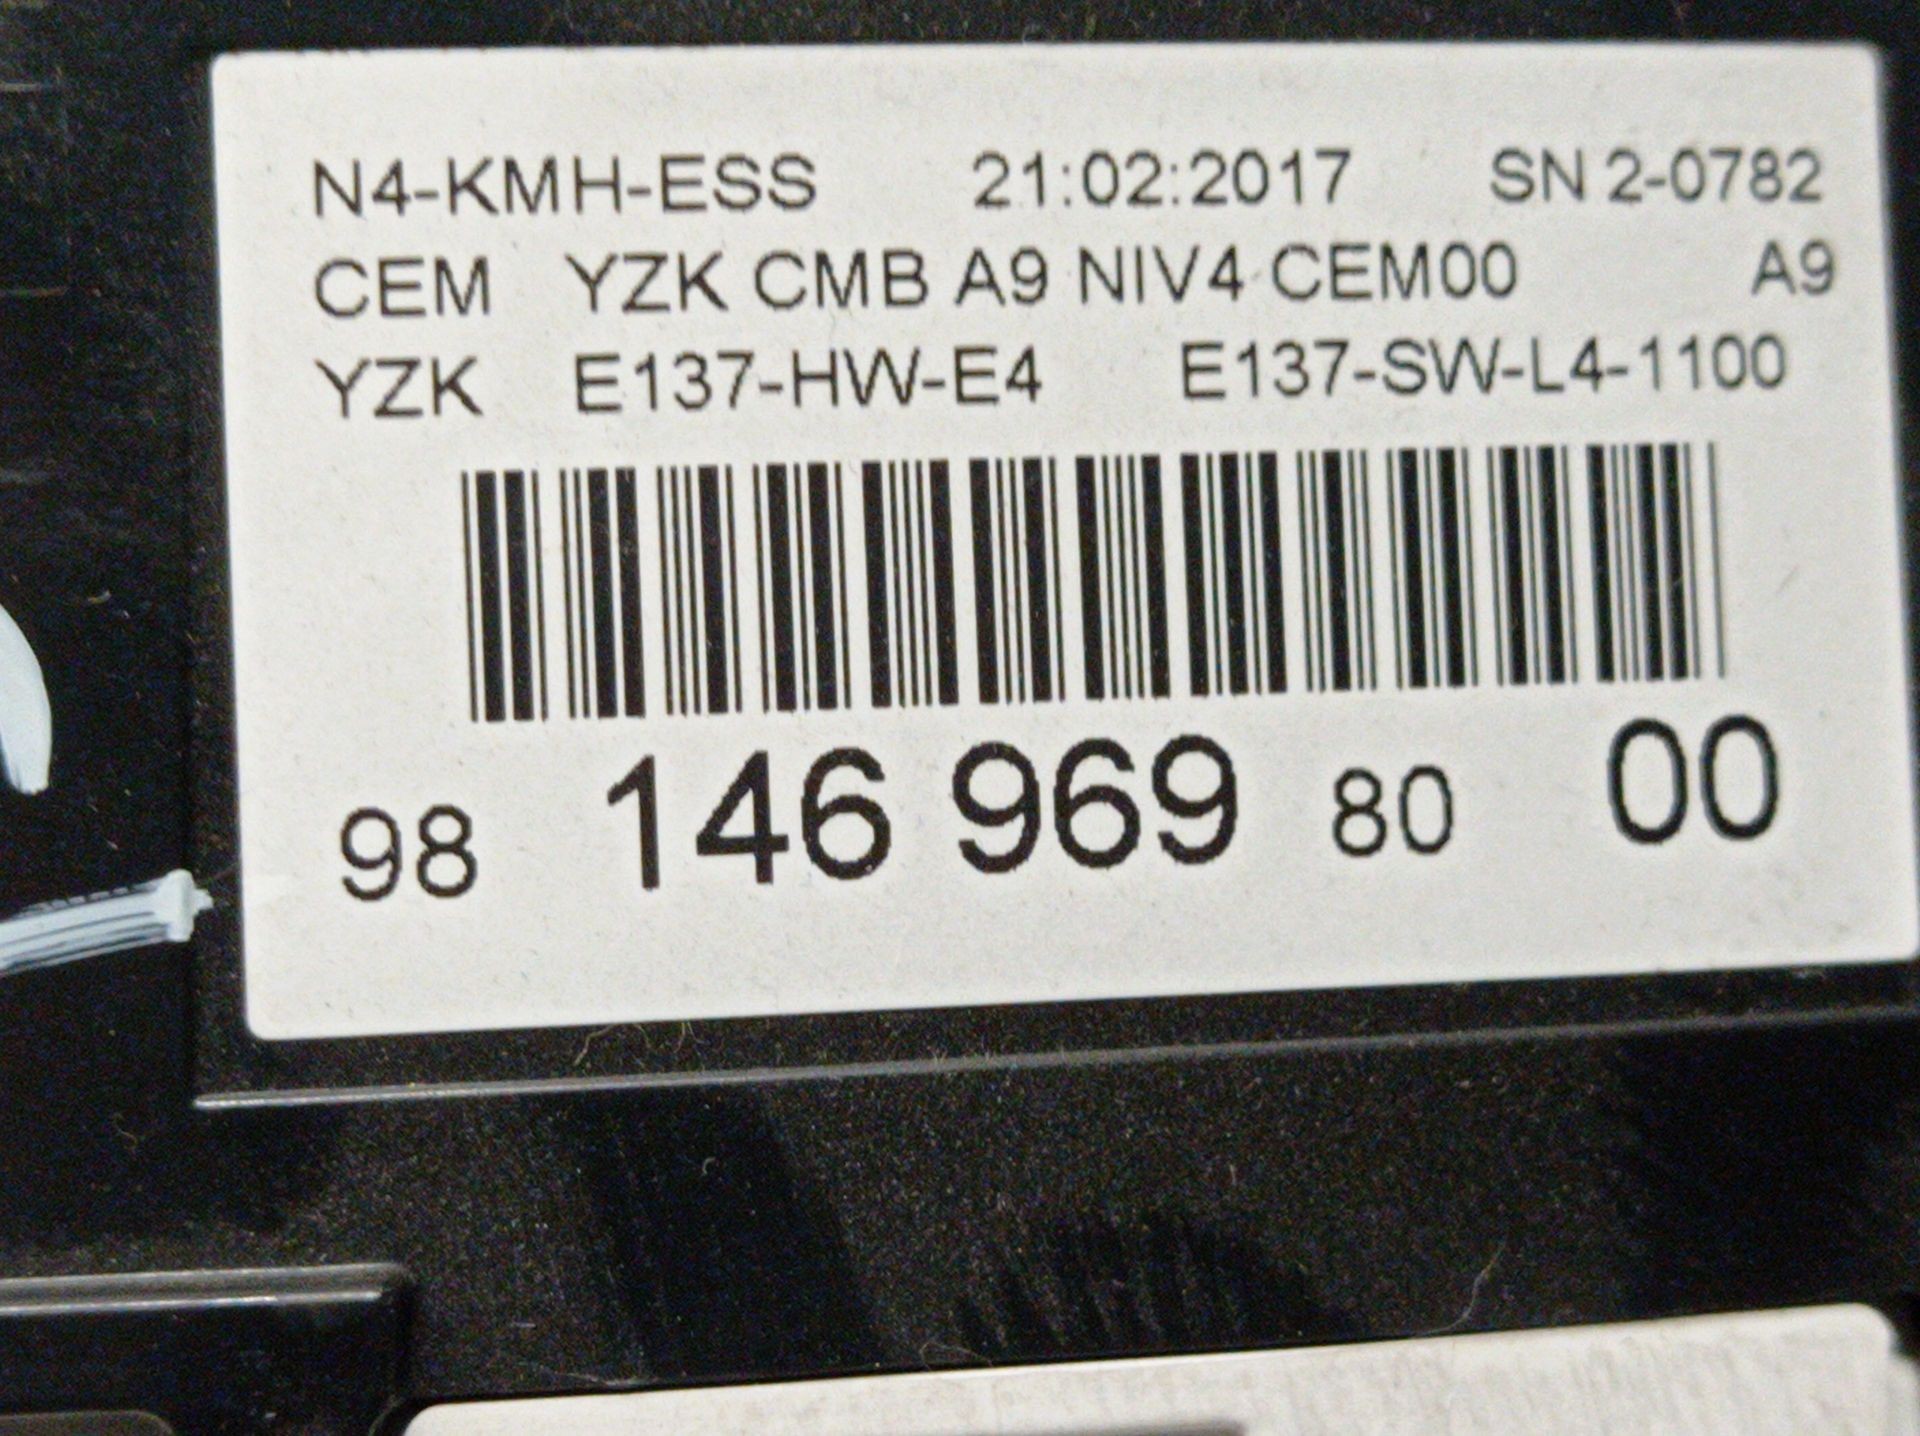 N4-KMH-ESS 21:02:2017 SN 2-0782
CEM YZK CMB A9 NIV4 CEM00 A9
YZK E137-HW-E4 E137-SW-L4-1100
98 146 969 80 00